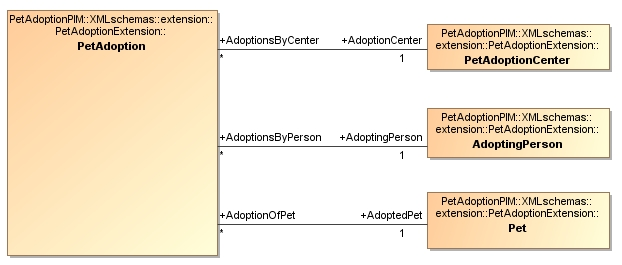 PetAdoptionPIM::XMLschemas::extension::
PetAdoptionExtension::
PetAdoption
+AdoptionsByCenter
+AdoptionCenter
*
1
PetAdoptionPIM::XMLschemas::
extension::PetAdoptionExtension::
PetAdoptionCenter
+AdoptionsByPerson
+AdoptingPerson
*
1
PetAdoptionPIM::XMLschemas::
extension::PetAdoptionExtension::
AdoptingPerson
+AdoptionOfPet
+AdoptedPet
*
1
PetAdoptionPIM::XMLschemas::
extension::PetAdoptionExtension::
Pet